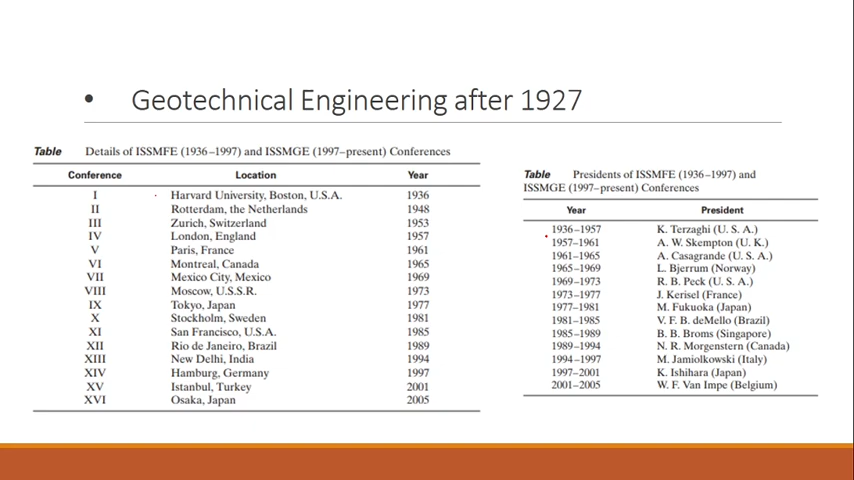 • Geotechnical Engineering after 1927
Table Details of ISSMFE (1936–1997) and ISSMGE (1997–present) Conferences
Conference Location Year
I Harvard University, Boston, U.S.A. 1936
II Rotterdam, the Netherlands 1948
III Zurich, Switzerland 1953
IV London, England 1957
V Paris, France 1961
VI Montreal, Canada 1965
VII Mexico City, Mexico 1969
VIII Moscow, U.S.S.R. 1973
IX Tokyo, Japan 1977
X Stockholm, Sweden 1981
XI San Francisco, U.S.A. 1985
XII Rio de Janeiro, Brazil 1989
XIII New Delhi, India 1994
XIV Hamburg, Germany 1997
XV Istanbul, Turkey 2001
XVI Osaka, Japan 2005
Table Presidents of ISSMFE (1936–1997) and
ISSMGE (1997–present) Conferences
Year President
1936–1957 K. Terzaghi (U. S. A.)
1957–1961 A. W. Skempton (U. K.)
1961–1965 A. Casagrande (U. S. A.)
1965–1969 L. Bjerrum (Norway)
1969–1973 R. B. Peck (U. S. A.)
1973–1977 J. Kerisel (France)
1977–1981 M. Fukuoka (Japan)
1981–1985 V. F. B. deMello (Brazil)
1985–1989 B. B. Broms (Singapore)
1989–1994 N. R. Morgenstern (Canada)
1994–1997 M. Jamiolkowski (Italy)
1997–2001 K. Ishihara (Japan)
2001–2005 W. F. Van Impe (Belgium)